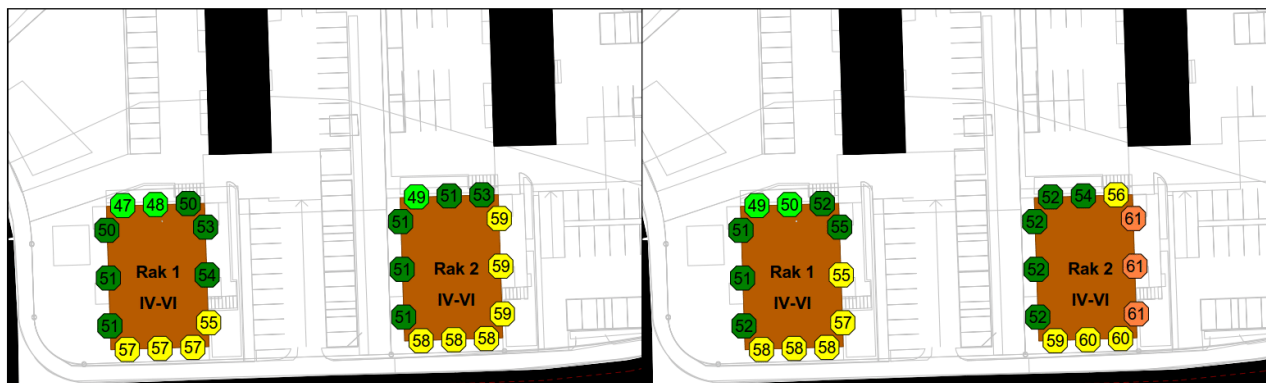 47 48 50
50 53
51 Rak 1 54
IV-VI
51 55
57 57 57
49 51 53
51 59
51 Rak 2 59
IV-VI
51 59
58 58 58
49 50 52
51 55
51 Rak 1 55
IV-VI
52 57
58 58 58
52 54 56
52 61
52 Rak 2 61
IV-VI
52 61
59 60 60